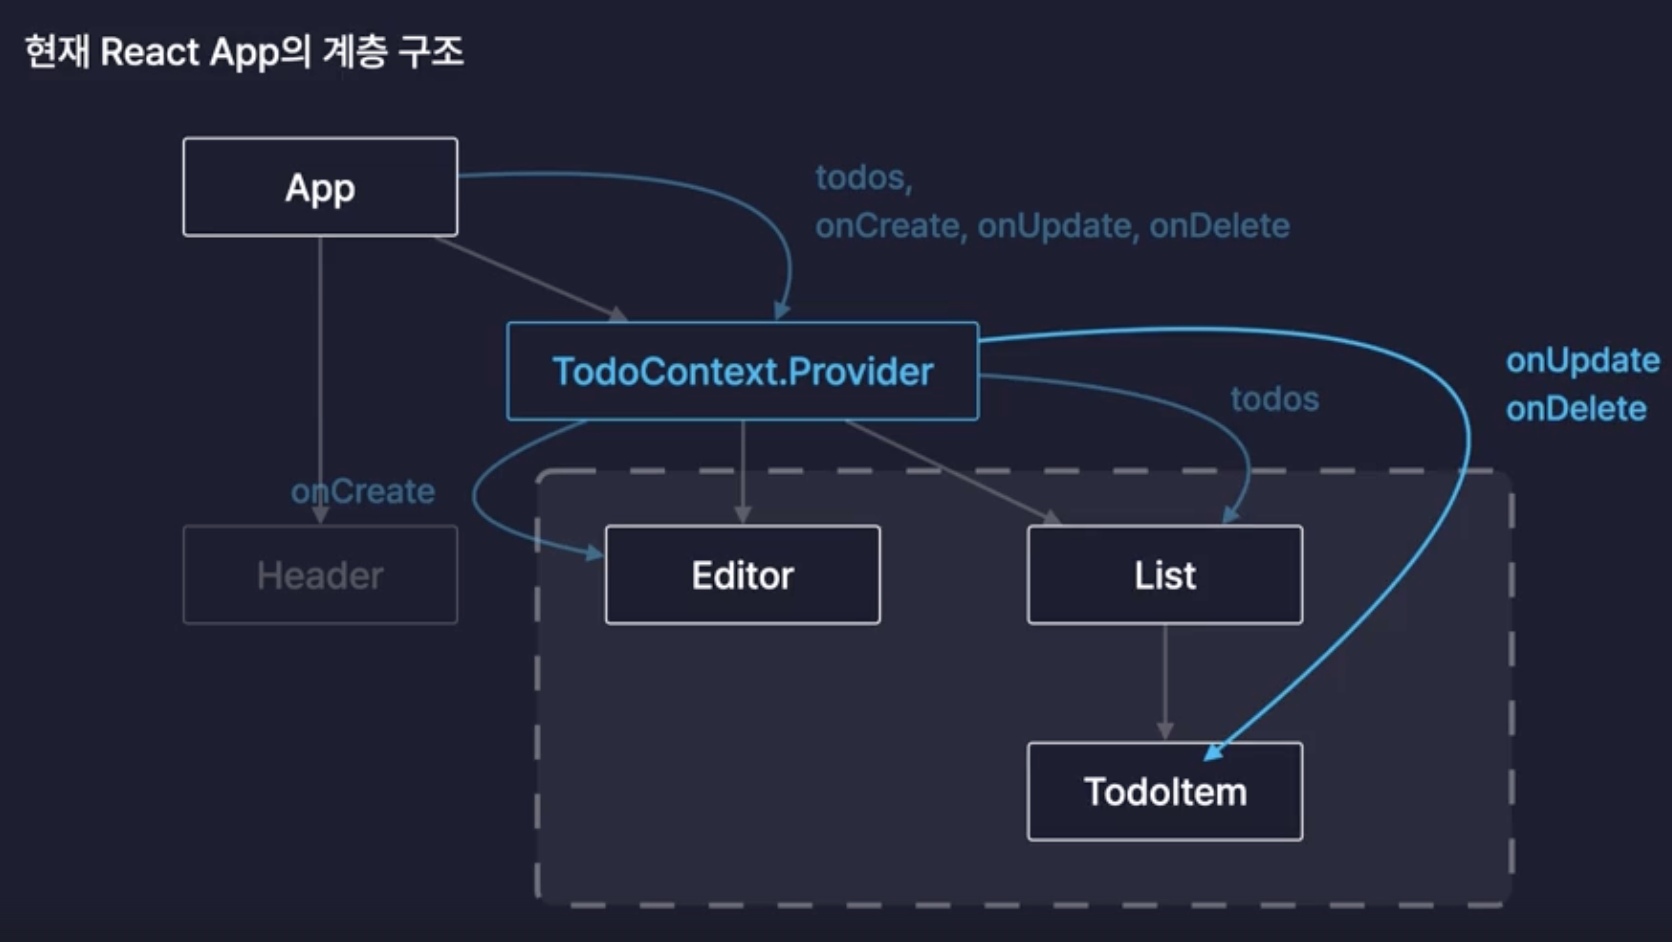 현재 React App의 계층 구조
App
todos,
onCreate, onUpdate, onDelete
TodoContext.Provider
onUpdate
onDelete
todos
onCreate
Header
Editor
List
TodoItem